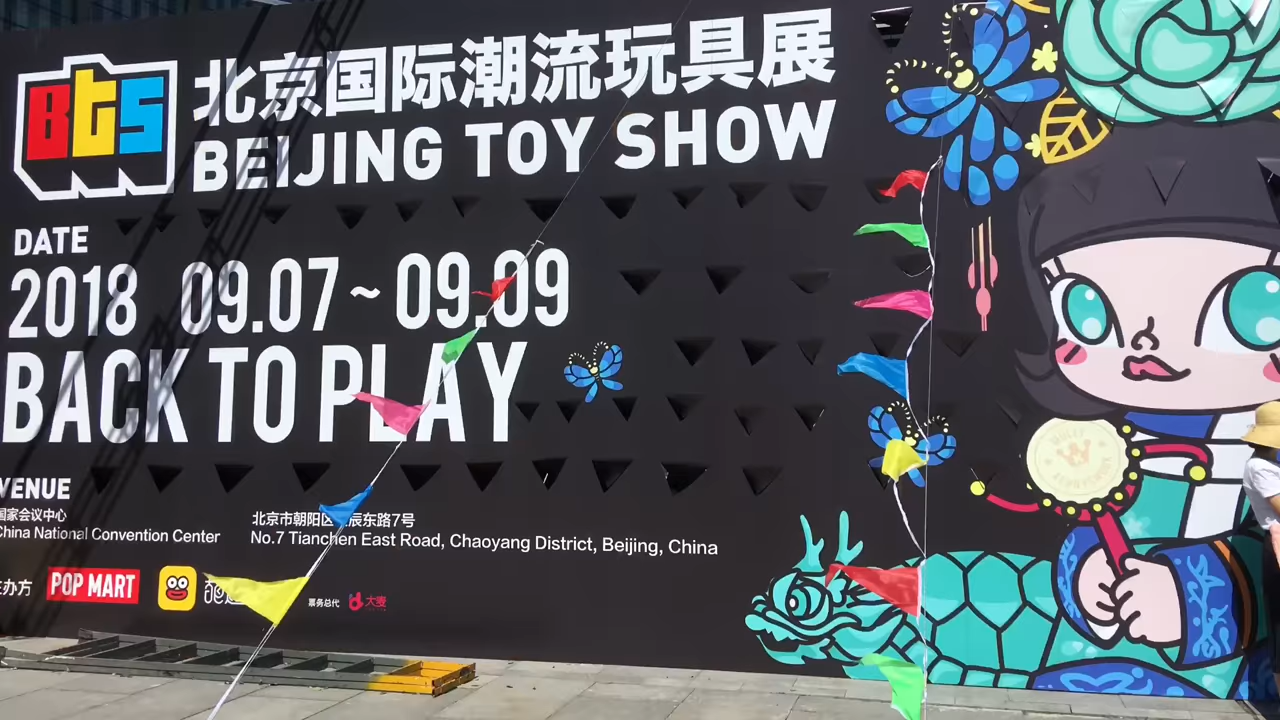 BTS
北京国际潮流玩具展
BEIJING TOY SHOW
DATE
2018 09.07~09.09
BACK TO PLAY
VENUE
国家会议中心
China National Convention Center
北京市朝阳区 辰东路7号
No.7 Tianchen East Road, Chaoyang District, Beijing, China
办方
POP MART
票务总代
大麦